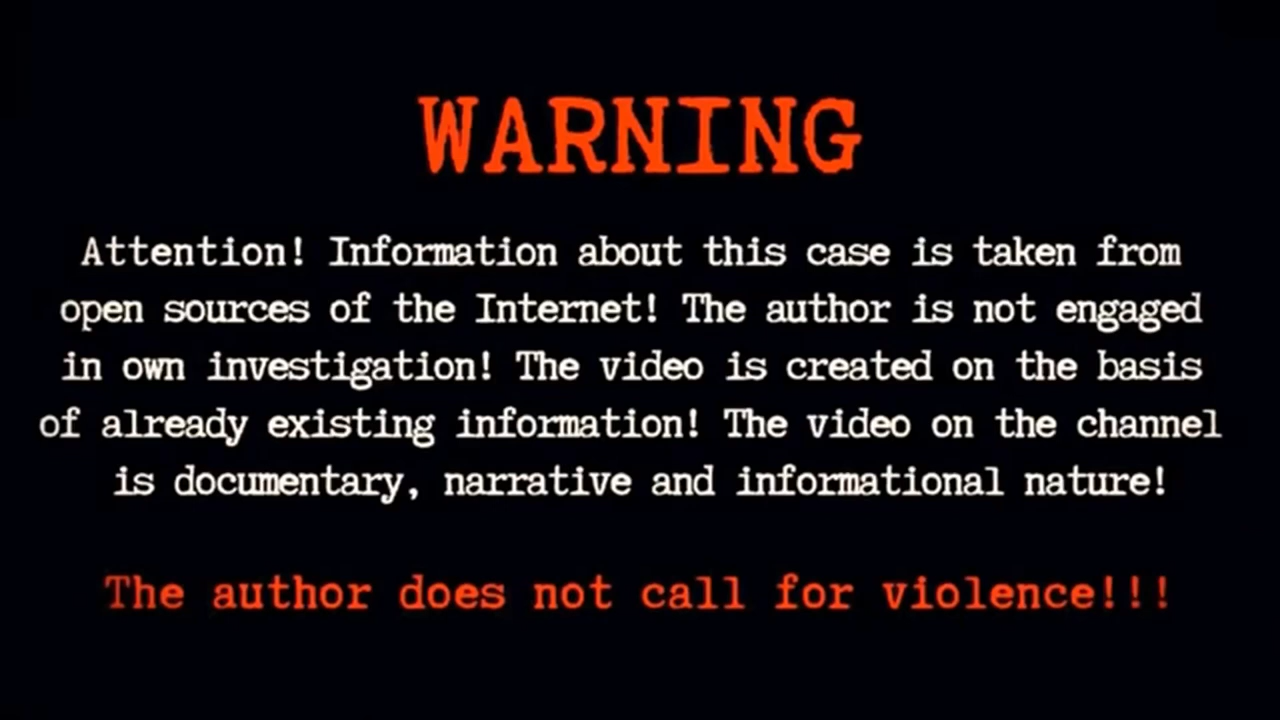 WARNING
Attention! Information about this case is taken from
open sources of the Internet! The author is not engaged
in own investigation! The video is created on the basis
of already existing information! The video on the channel
is documentary, narrative and informational nature!
The author does not call for violence!!!